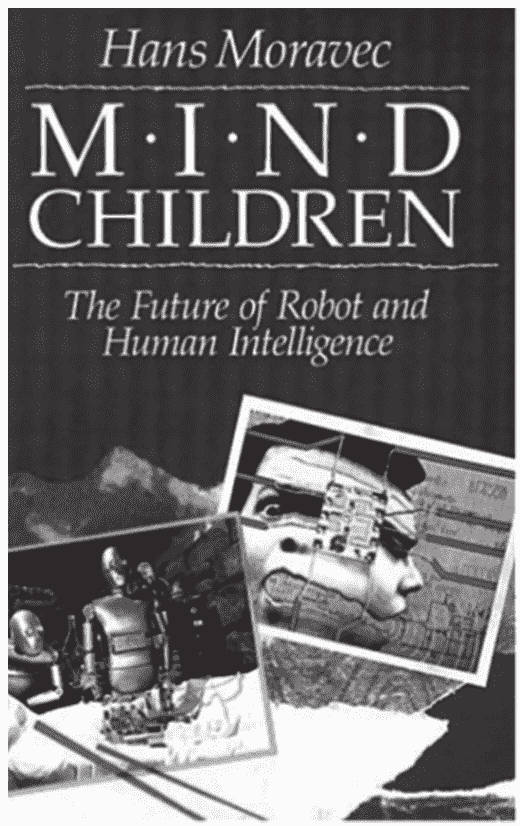 Hans Moravec
M·I·N·D
CHILDREN
The Future of Robot and
Human Intelligence